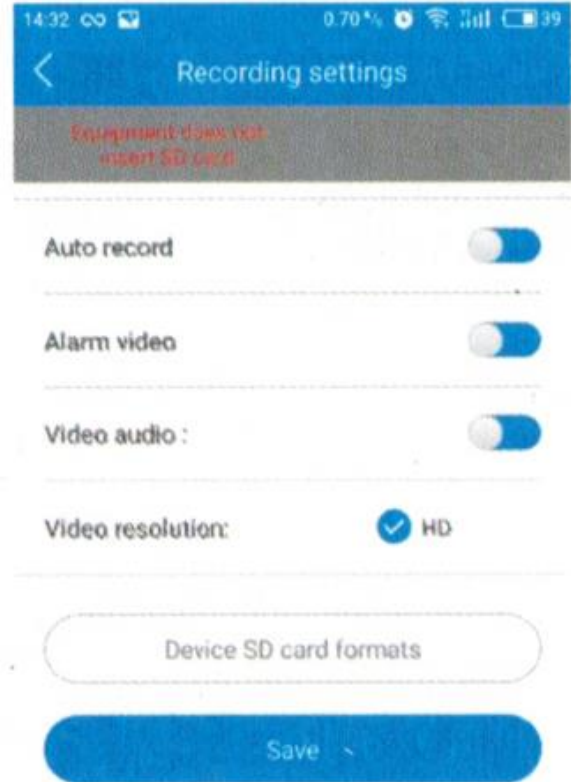 14:32 0.70 K/s 39
Recording settings
Equepment does not
insert SD card
Auto record
Alarm video
Video audio :
Video resolution: HD
Device SD card formats
Save